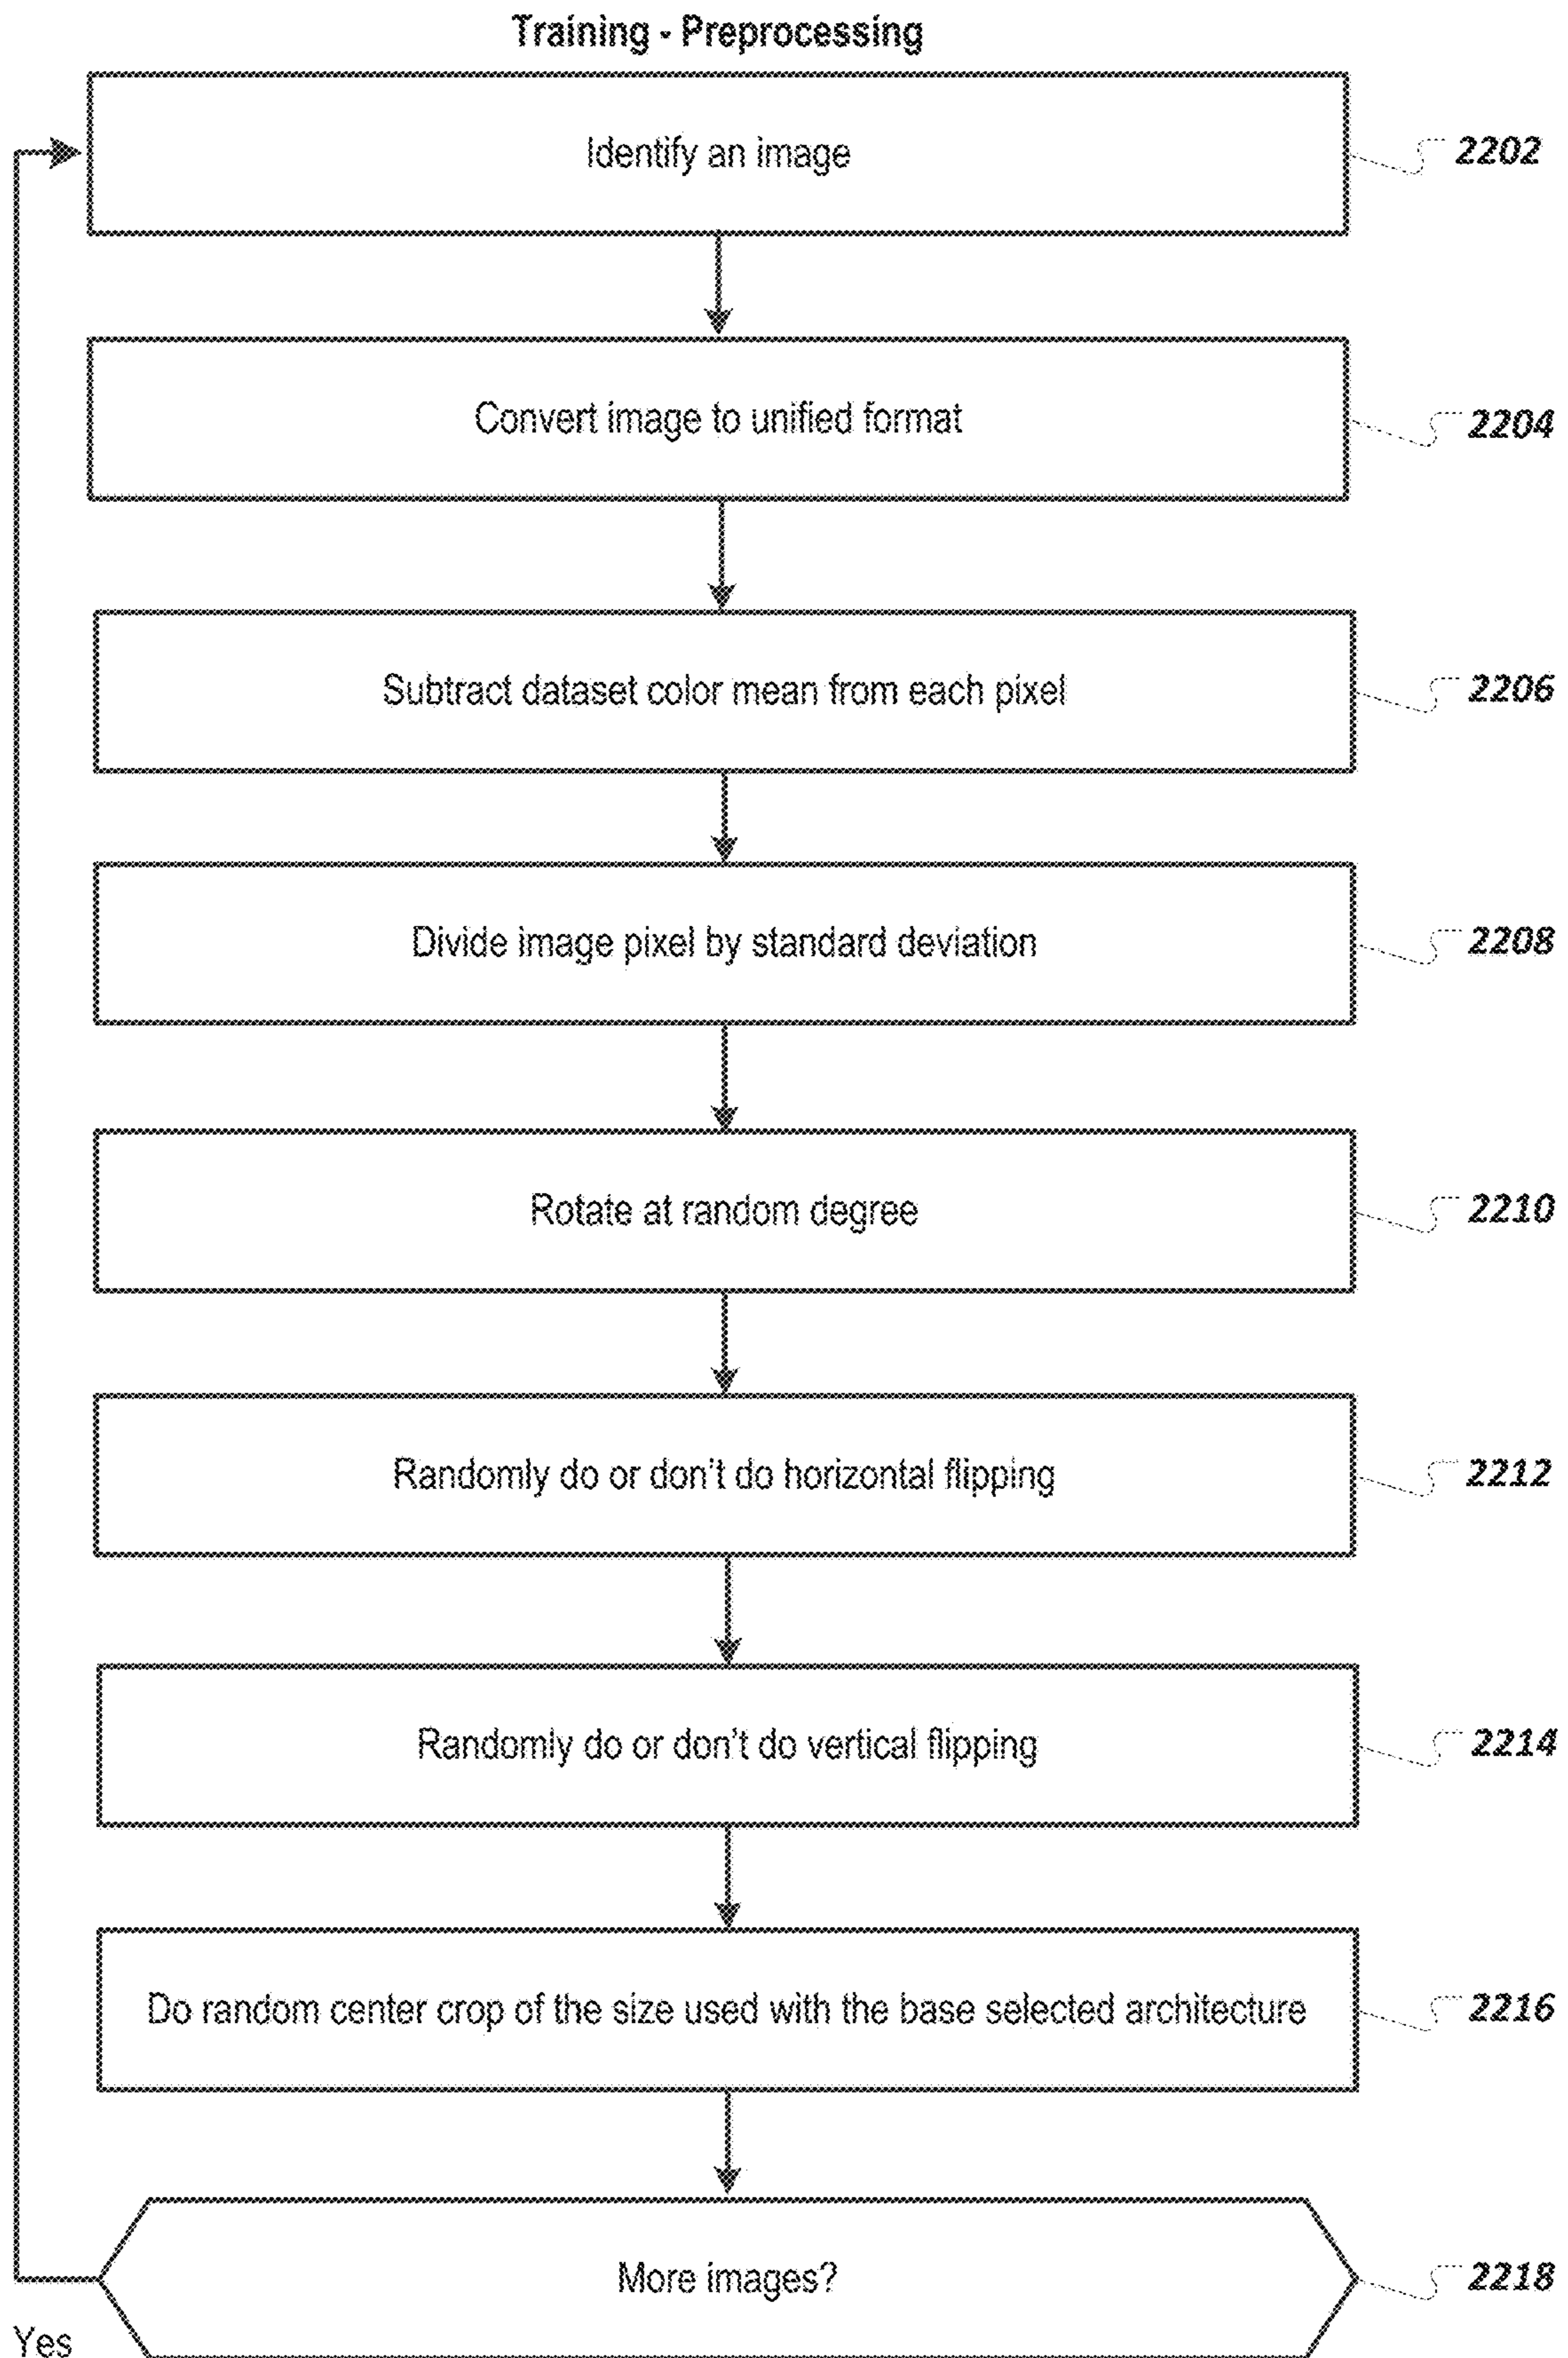 Training - Preprocessing
Identify an image
2202
Convert image to unified format
2204
Subtract dataset color mean from each pixel
2206
Divide image pixel by standard deviation
2208
Rotate at random degree
2210
Randomly do or don't do horizontal flipping
2212
Randomly do or don't do vertical flipping
2214
Do random center crop of the size used with the base selected architecture
2216
More images?
2218
Yes